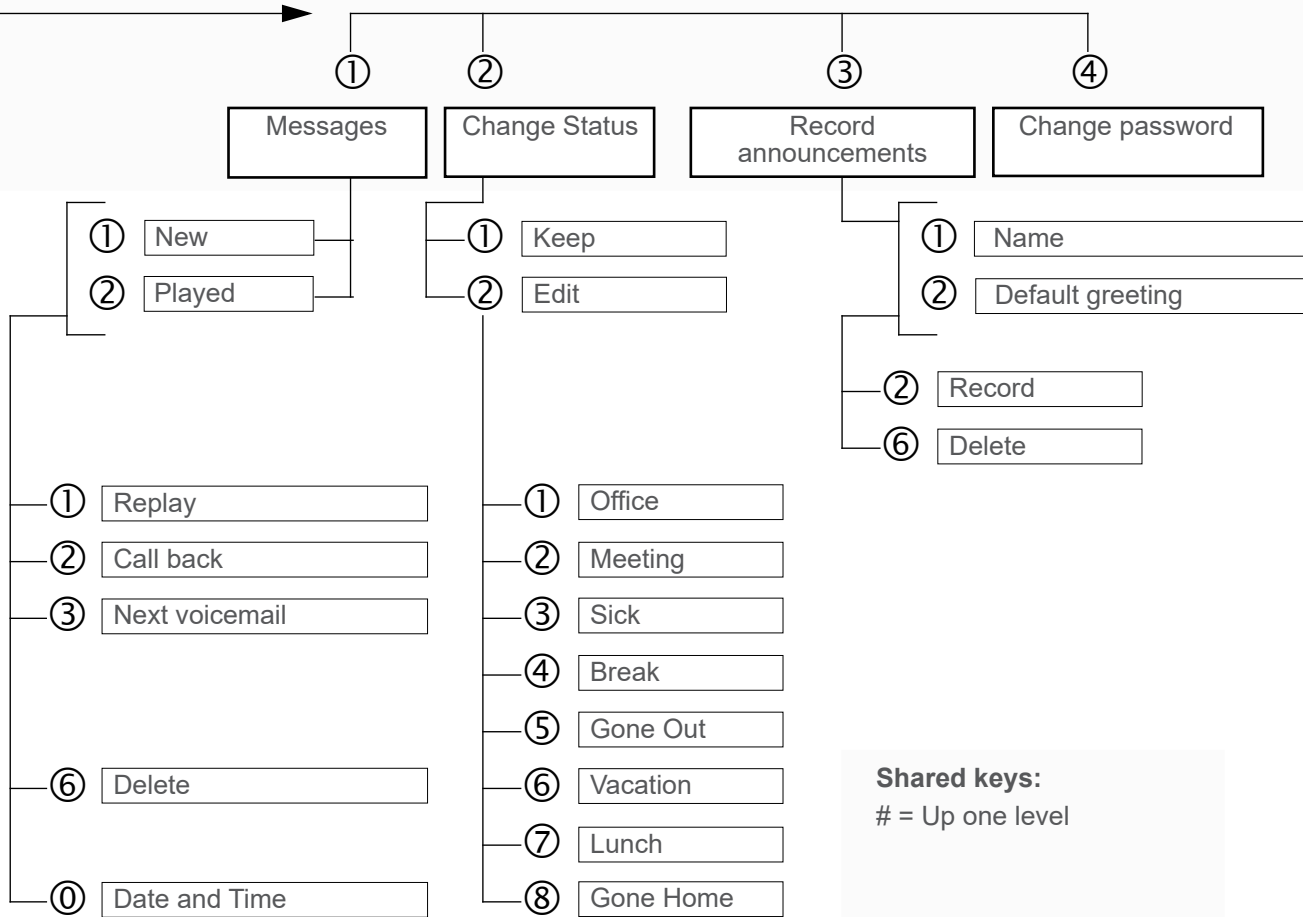 ① ② ③ ④
Messages
Change Status
Record
announcements
Change password
① New
② Played
① Replay
② Call back
③ Next voicemail
⑥ Delete
⓪ Date and Time
① Keep
② Edit
① Office
② Meeting
③ Sick
④ Break
⑤ Gone Out
⑥ Vacation
⑦ Lunch
⑧ Gone Home
① Name
② Default greeting
② Record
⑥ Delete
Shared keys:
# = Up one level